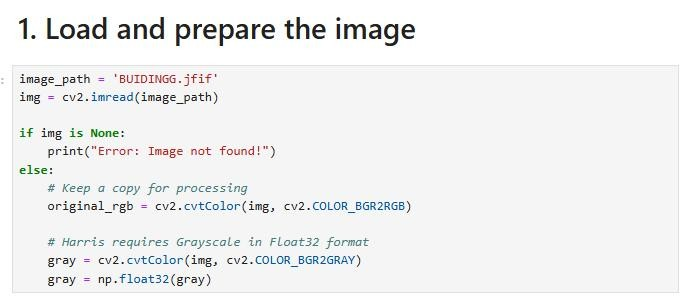 1. Load and prepare the image
:
image_path = 'BUIDINGG.jfif'
img = cv2.imread(image_path)
if img is None:
    print("Error: Image not found!")
else:
    # Keep a copy for processing
    original_rgb = cv2.cvtColor(img, cv2.COLOR_BGR2RGB)
    # Harris requires Grayscale in Float32 format
    gray = cv2.cvtColor(img, cv2.COLOR_BGR2GRAY)
    gray = np.float32(gray)